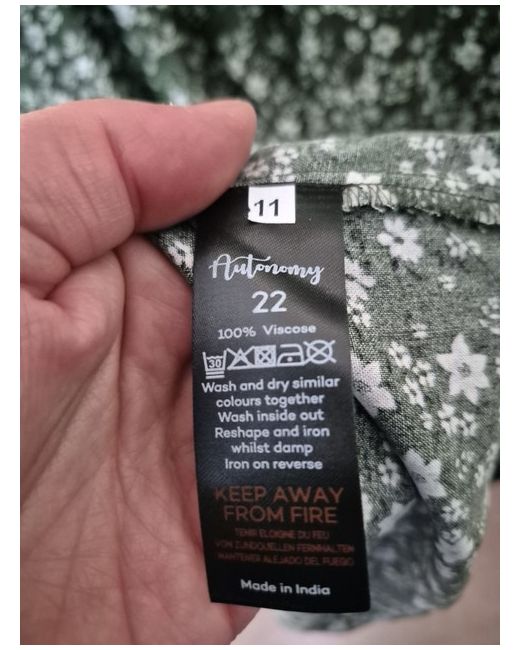 11
Autonomy
22
100% Viscose
30
Wash and dry similar
colours together
Wash inside out
Reshape and iron
whilst damp
Iron on reverse
KEEP AWAY
FROM FIRE
TENIR ELOIGNE DU FEU
VON ZUNDQUELLEN FERNHALTEN
MANTENER ALEJADO DEL FUEGO
Made in India